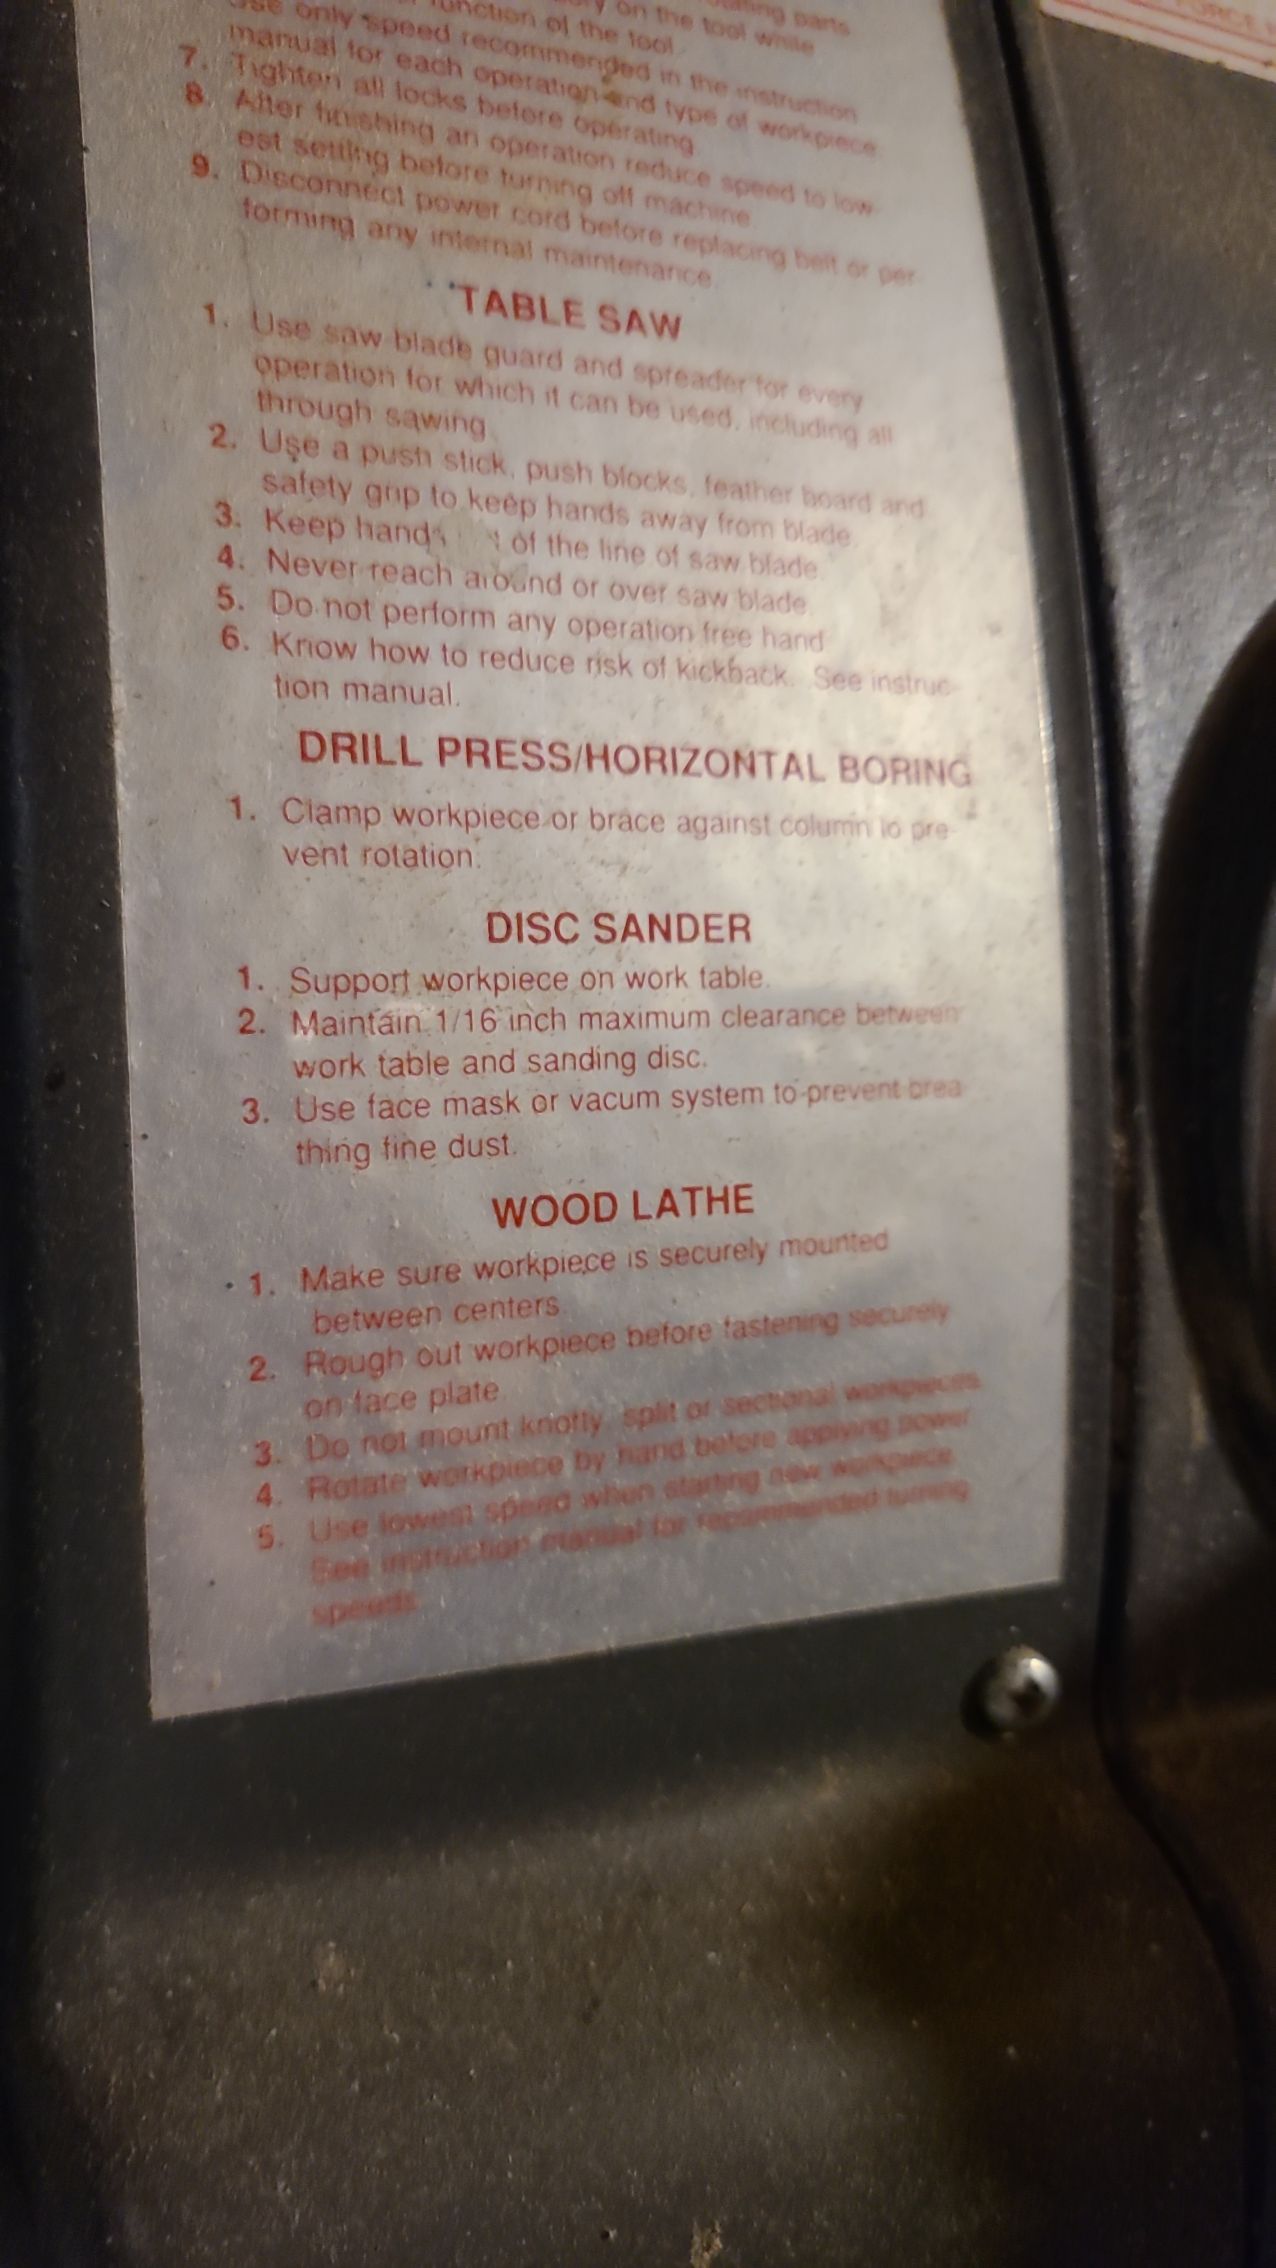 rotating parts
on the tool while
function of the tool.
Use only speed recommended in the instruction
manual for each operation and type of workpiece.
7. Tighten all locks before operating.
8. After finishing an operation reduce speed to low-
est setting before turning off machine.
9. Disconnect power cord before replacing belt or per-
forming any internal maintenance.
TABLE SAW
1. Use saw blade guard and spreader for every
operation for which it can be used, including all
through sawing.
2. Use a push stick, push blocks, feather board and
safety grip to keep hands away from blade.
3. Keep hands of the line of saw blade.
4. Never reach around or over saw blade.
5. Do not perform any operation free hand
6. Know how to reduce risk of kickback. See instruc-
tion manual.
DRILL PRESS/HORIZONTAL BORING
1. Clamp workpiece or brace against column to pre-
vent rotation.
DISC SANDER
1. Support workpiece on work table.
2. Maintain 1/16 inch maximum clearance between
work table and sanding disc.
3. Use face mask or vacum system to prevent brea-
thing fine dust.
WOOD LATHE
1. Make sure workpiece is securely mounted
between centers.
2. Rough out workpiece before fastening securely
on face plate.
3. Do not mount knotty, split or sectional workpieces.
4. Rotate workpiece by hand before applying power
5. Use lowest speed when starting new workpiece.
See instruction manual for recommended turning
speeds.